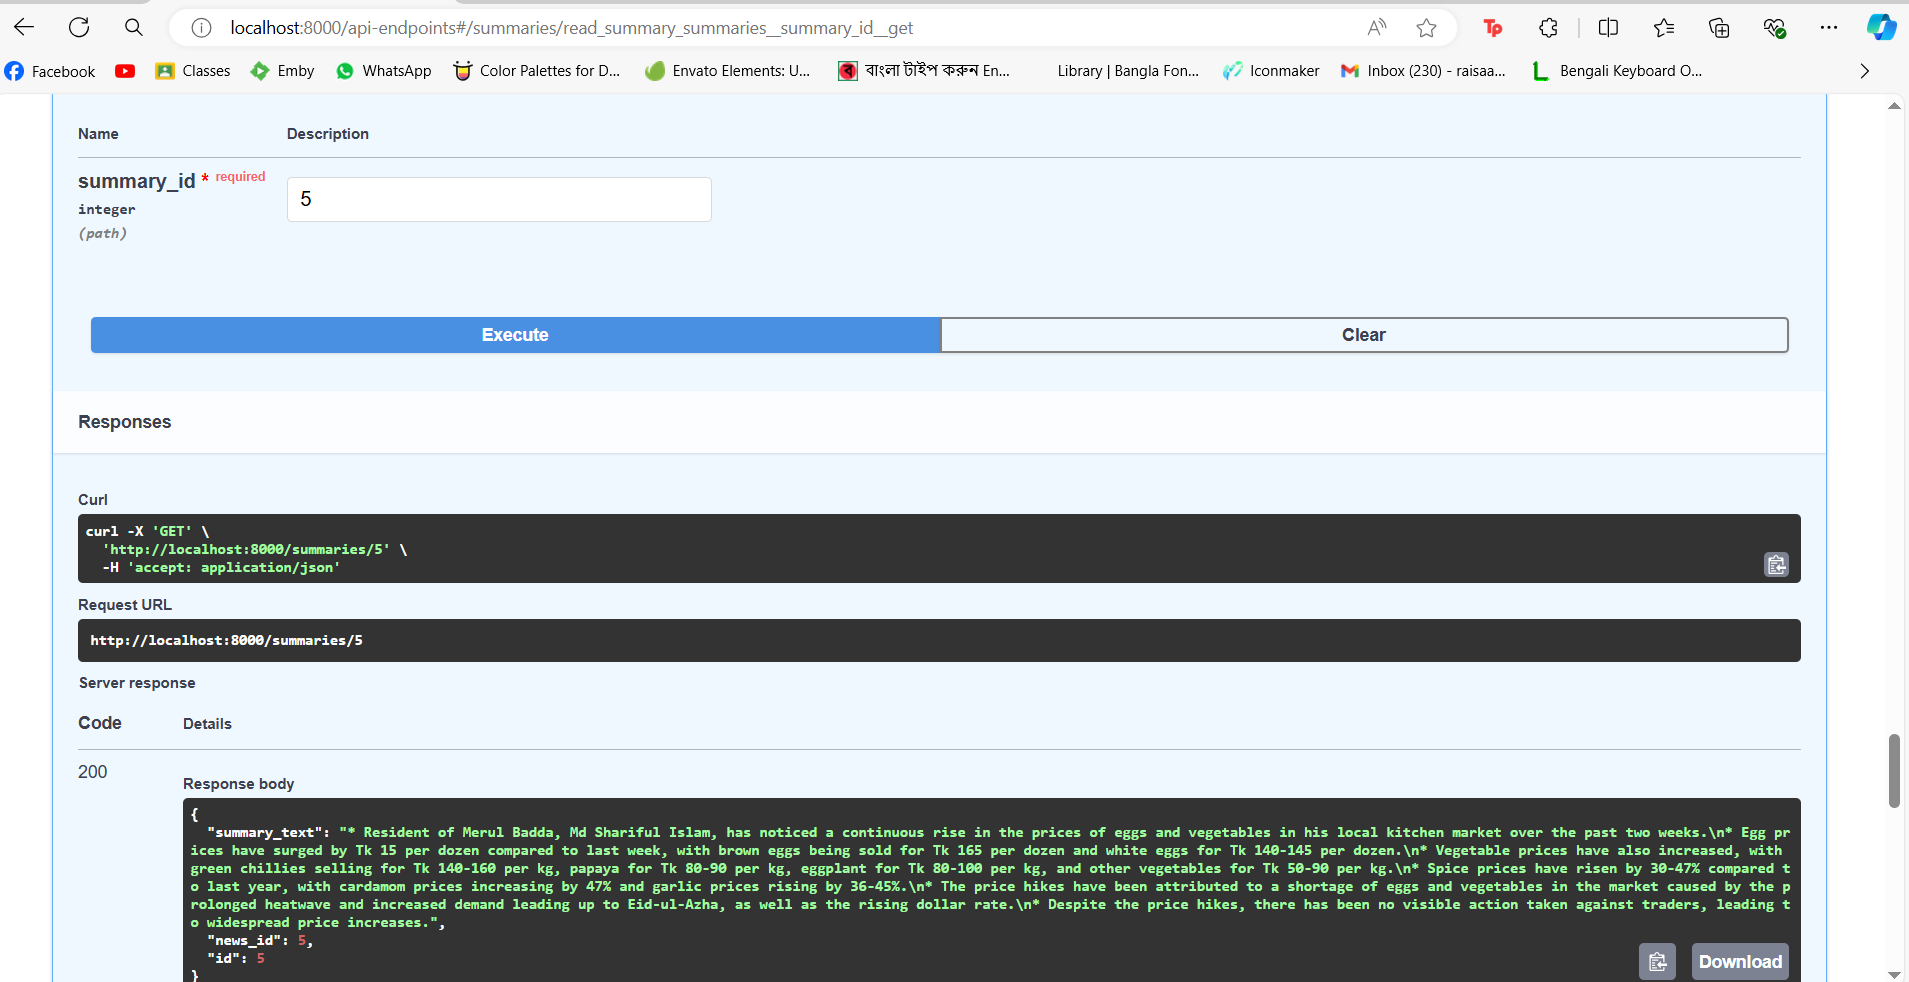 localhost:8000/api-endpoints#/summaries/read_summary_summaries__summary_id__get
Facebook Classes Emby WhatsApp Color Palettes for D... Envato Elements: U... বাংলা টাইপ করুন En... Library | Bangla Fon... Iconmaker Inbox (230) - raisaa... Bengali Keyboard O...
Name Description
summary_id * required
integer
(path)
5
Execute Clear
Responses
Curl
curl -X 'GET' \
'http://localhost:8000/summaries/5' \
-H 'accept: application/json'
Request URL
http://localhost:8000/summaries/5
Server response
Code Details
200
Response body
{
"summary_text": "* Resident of Merul Badda, Md Shariful Islam, has noticed a continuous rise in the prices of eggs and vegetables in his local kitchen market over the past two weeks.\n* Egg pr
ices have surged by Tk 15 per dozen compared to last week, with brown eggs being sold for Tk 165 per dozen and white eggs for Tk 140-145 per dozen.\n* Vegetable prices have also increased, with
green chillies selling for Tk 140-160 per kg, papaya for Tk 80-90 per kg, eggplant for Tk 80-100 per kg, and other vegetables for Tk 50-90 per kg.\n* Spice prices have risen by 30-47% compared t
o last year, with cardamom prices increasing by 47% and garlic prices rising by 36-45%.\n* The price hikes have been attributed to a shortage of eggs and vegetables in the market caused by the p
rolonged heatwave and increased demand leading up to Eid-ul-Azha, as well as the rising dollar rate.\n* Despite the price hikes, there has been no visible action taken against traders, leading t
o widespread price increases.",
"news_id": 5,
"id": 5
}
Download